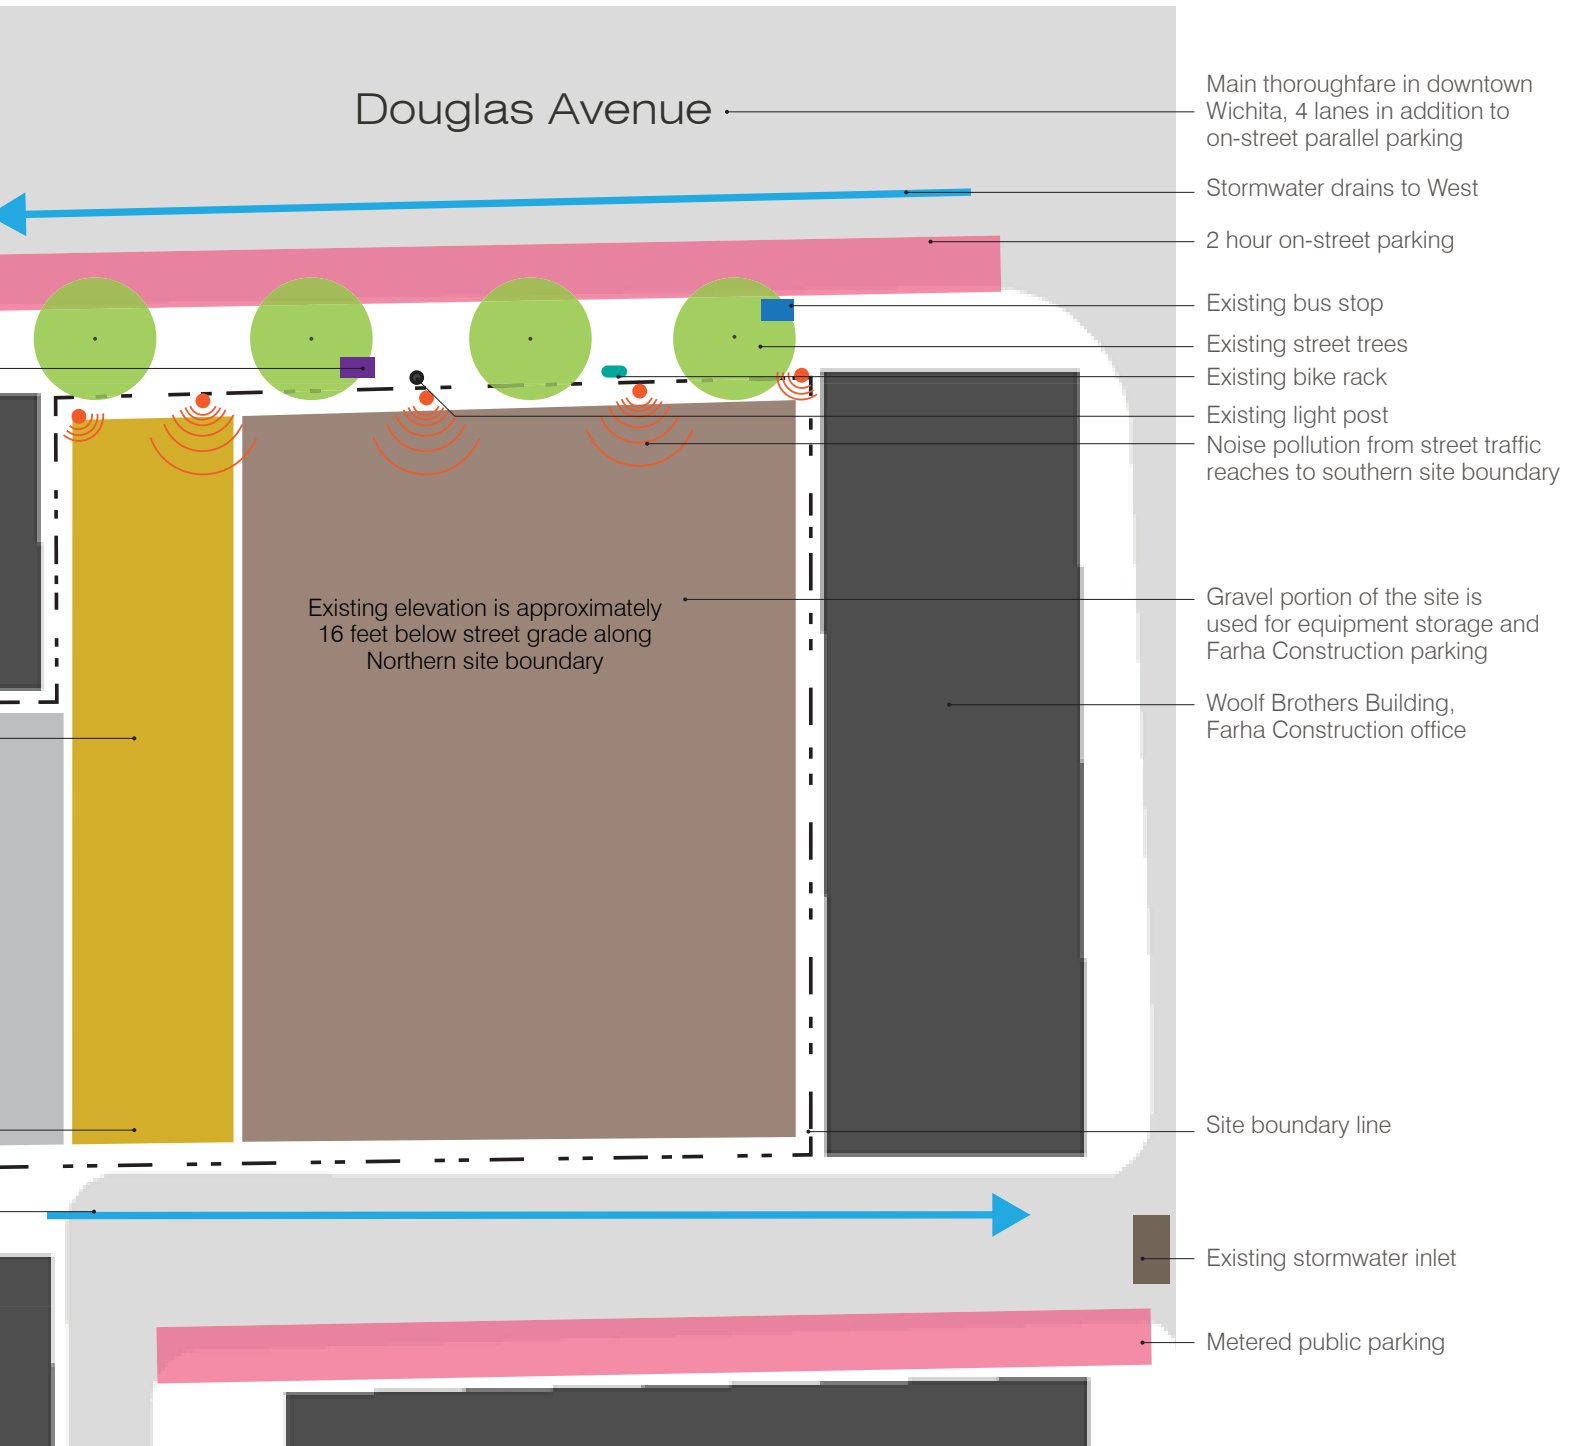 Douglas Avenue
Main thoroughfare in downtown
Wichita, 4 lanes in addition to
on-street parallel parking
Stormwater drains to West
2 hour on-street parking
Existing bus stop
Existing street trees
Existing bike rack
Existing light post
Noise pollution from street traffic
reaches to southern site boundary
Existing elevation is approximately
16 feet below street grade along
Northern site boundary
Gravel portion of the site is
used for equipment storage and
Farha Construction parking
Woolf Brothers Building,
Farha Construction office
Site boundary line
Existing stormwater inlet
Metered public parking